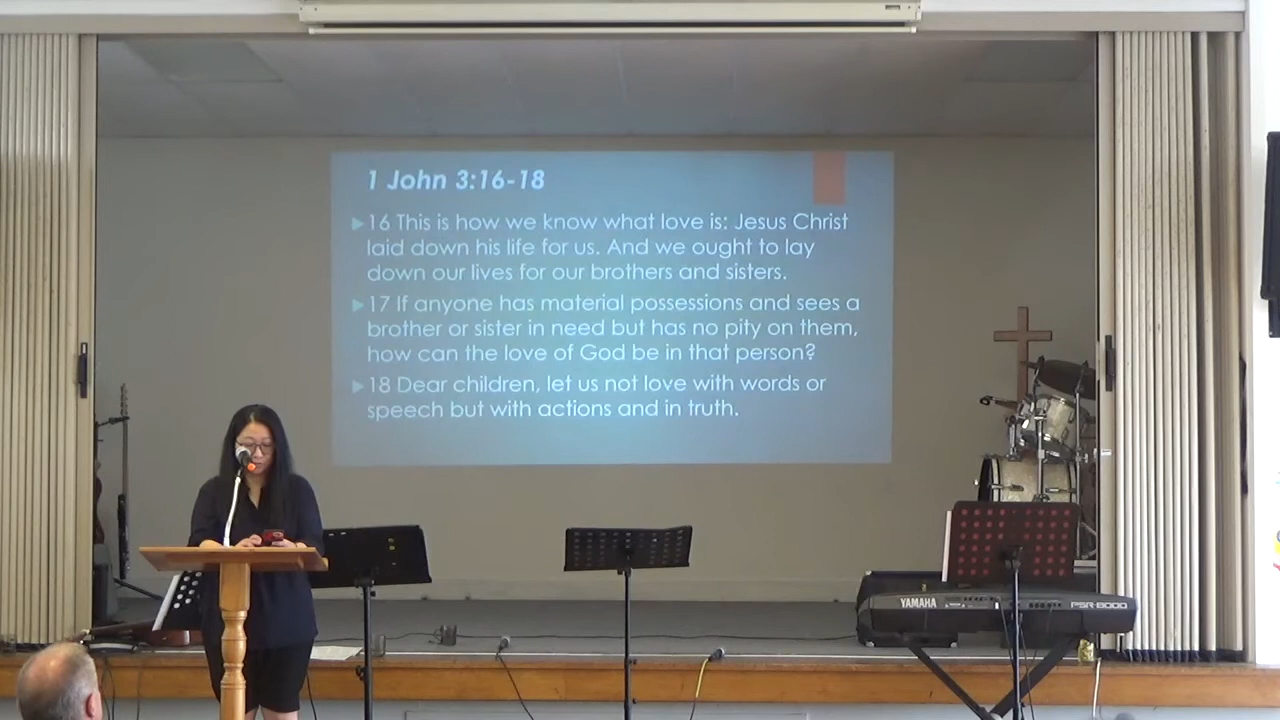 1 John 3:16-18
16 This is how we know what love is: Jesus Christ
laid down his life for us. And we ought to lay
down our lives for our brothers and sisters.
17 If anyone has material possessions and sees a
brother or sister in need but has no pity on them,
how can the love of God be in that person?
18 Dear children, let us not love with words or
speech but with actions and in truth.
YAMAHA
PSR-8000